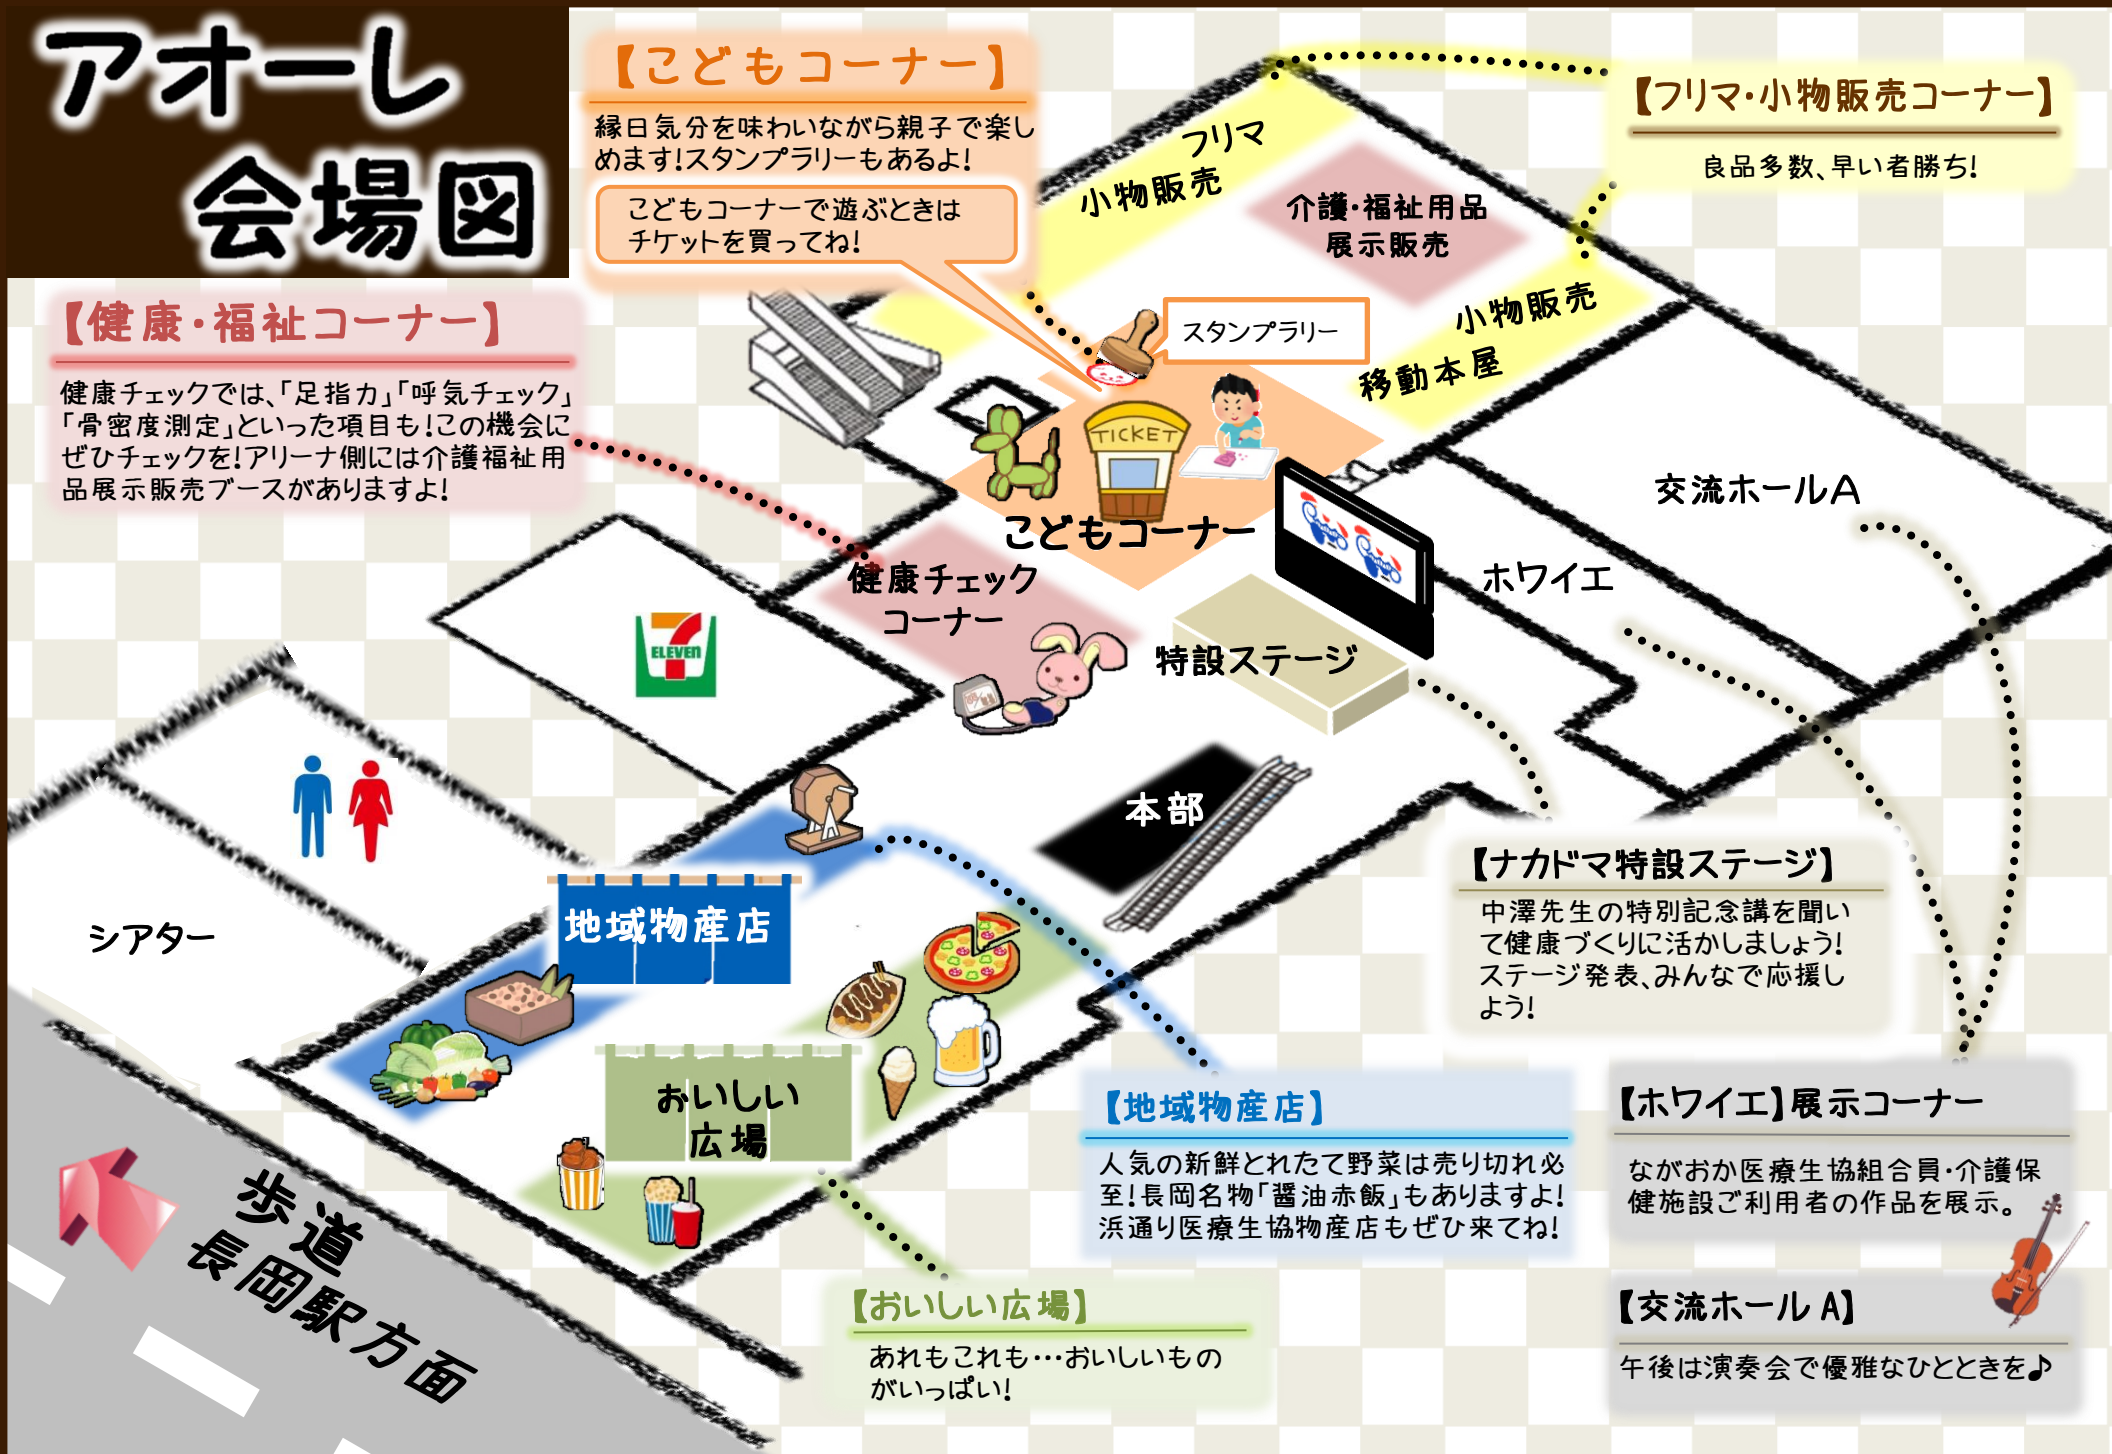 アオーレ
会場図
【こどもコーナー】
縁日気分を味わいながら親子で楽し
めます!スタンプラリーもあるよ!
こどもコーナーで遊ぶときは
チケットを買ってね!
【フリマ・小物販売コーナー】
良品多数、早い者勝ち!
【健康・福祉コーナー】
健康チェックでは、「足指力」「呼気チェック」
「骨密度測定」といった項目も!この機会に
ぜひチェックを!アリーナ側には介護福祉用
品展示販売ブースがありますよ!
フリマ
小物販売
介護・福祉用品
展示販売
小物販売
移動本屋
スタンプラリー
TICKET
こどもコーナー
交流ホールA
ホワイエ
健康チェック
コーナー
特設ステージ
7
ELEVEN
本部
シアター
地域物産店
おいしい
広場
歩道
長岡駅方面
【ナカドマ特設ステージ】
中澤先生の特別記念講を聞い
て健康づくりに活かしましょう!
ステージ発表、みんなで応援し
よう!
【地域物産店】
人気の新鮮とれたて野菜は売り切れ必
至!長岡名物「醤油赤飯」もありますよ!
浜通り医療生協物産店もぜひ来てね!
【ホワイエ】展示コーナー
ながおか医療生協組合員・介護保
健施設ご利用者の作品を展示。
【おいしい広場】
あれもこれも…おいしいもの
がいっぱい!
【交流ホールA】
午後は演奏会で優雅なひとときを♪